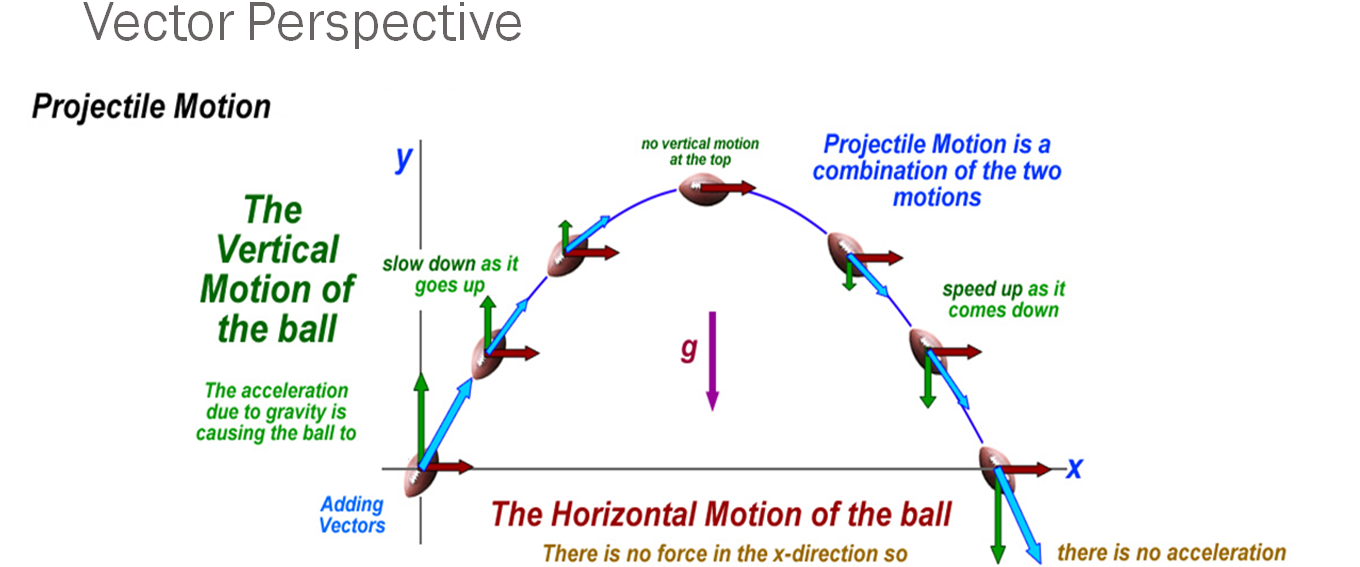 Vector Perspective
Projectile Motion
y
no vertical motion
at the top
Projectile Motion is a
combination of the two
motions
The
Vertical
Motion of
the ball
slow down as it
goes up
speed up as it
comes down
g
The acceleration
due to gravity is
causing the ball to
x
Adding
Vectors
The Horizontal Motion of the ball
There is no force in the x-direction so
there is no acceleration